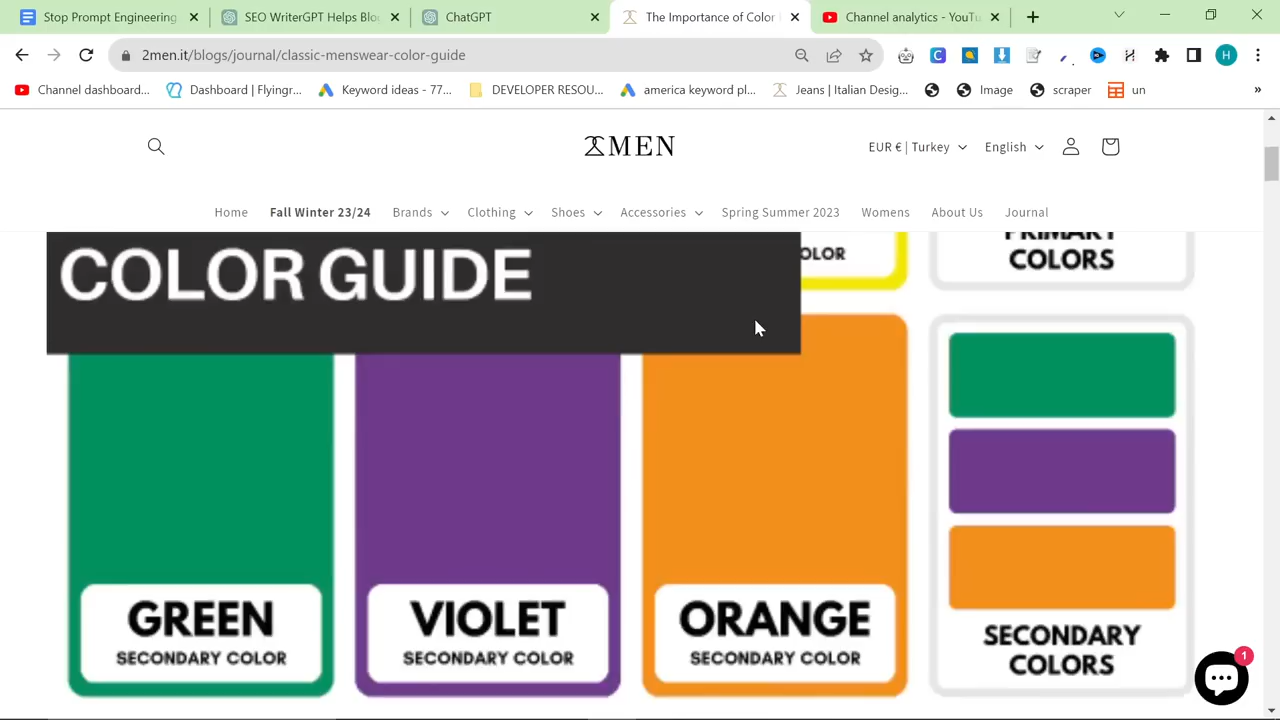 Stop Prompt Engineering
SEO WriterGPT Helps Blo
ChatGPT
The Importance of Color
Channel analytics - YouTu
2men.it/blogs/journal/classic-menswear-color-guide
H
Channel dashboard...
Dashboard | Flyingr...
Keyword ideas 77...
DEVELOPER RESOU...
america keyword pl...
Jeans | Italian Desig...
Image
scraper
un
»
2MEN
EUR € | Turkey
English
Home
Fall Winter 23/24
Brands
Clothing
Shoes
Accessories
Spring Summer 2023
Womens
About Us
Journal
COLOR GUIDE
OLOR
PRIMARY
COLORS
GREEN
SECONDARY COLOR
VIOLET
SECONDARY COLOR
ORANGE
SECONDARY COLOR
SECONDARY
COLORS
1